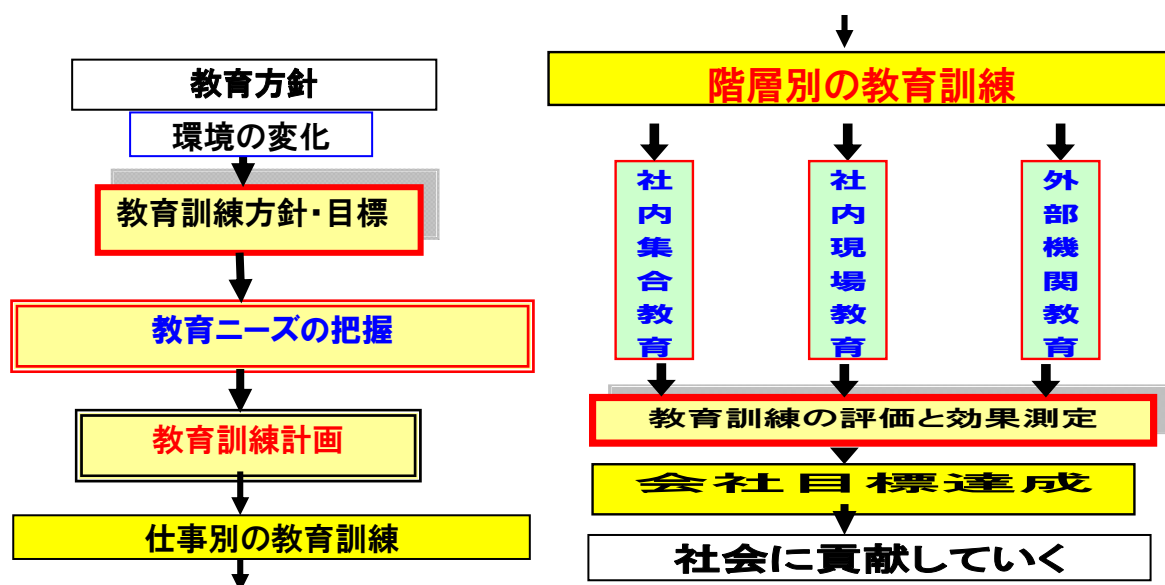 教育方針
環境の変化
教育訓練方針・目標
教育ニーズの把握
教育訓練計画
仕事別の教育訓練
階層別の教育訓練
社内集合教育
社内現場教育
外部機関教育
教育訓練の評価と効果測定
会社目標達成
社会に貢献していく